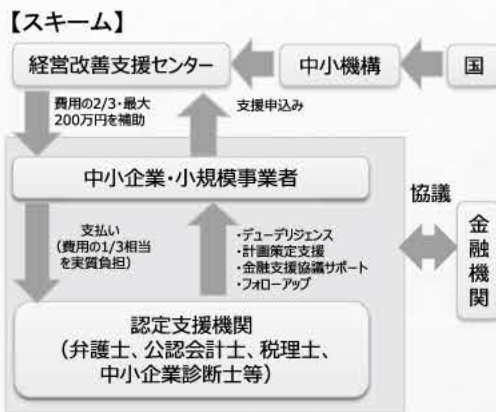 【スキーム】
経営改善支援センター
中小機構
国
費用の2/3・最大
200万円を補助
支援申込み
中小企業・小規模事業者
協議
支払い
(費用の1/3相当
を実質負担)
・デューデリジェンス
・計画策定支援
・金融支援協議サポート
・フォローアップ
金融機関
認定支援機関
(弁護士、公認会計士、税理士、
中小企業診断士等)